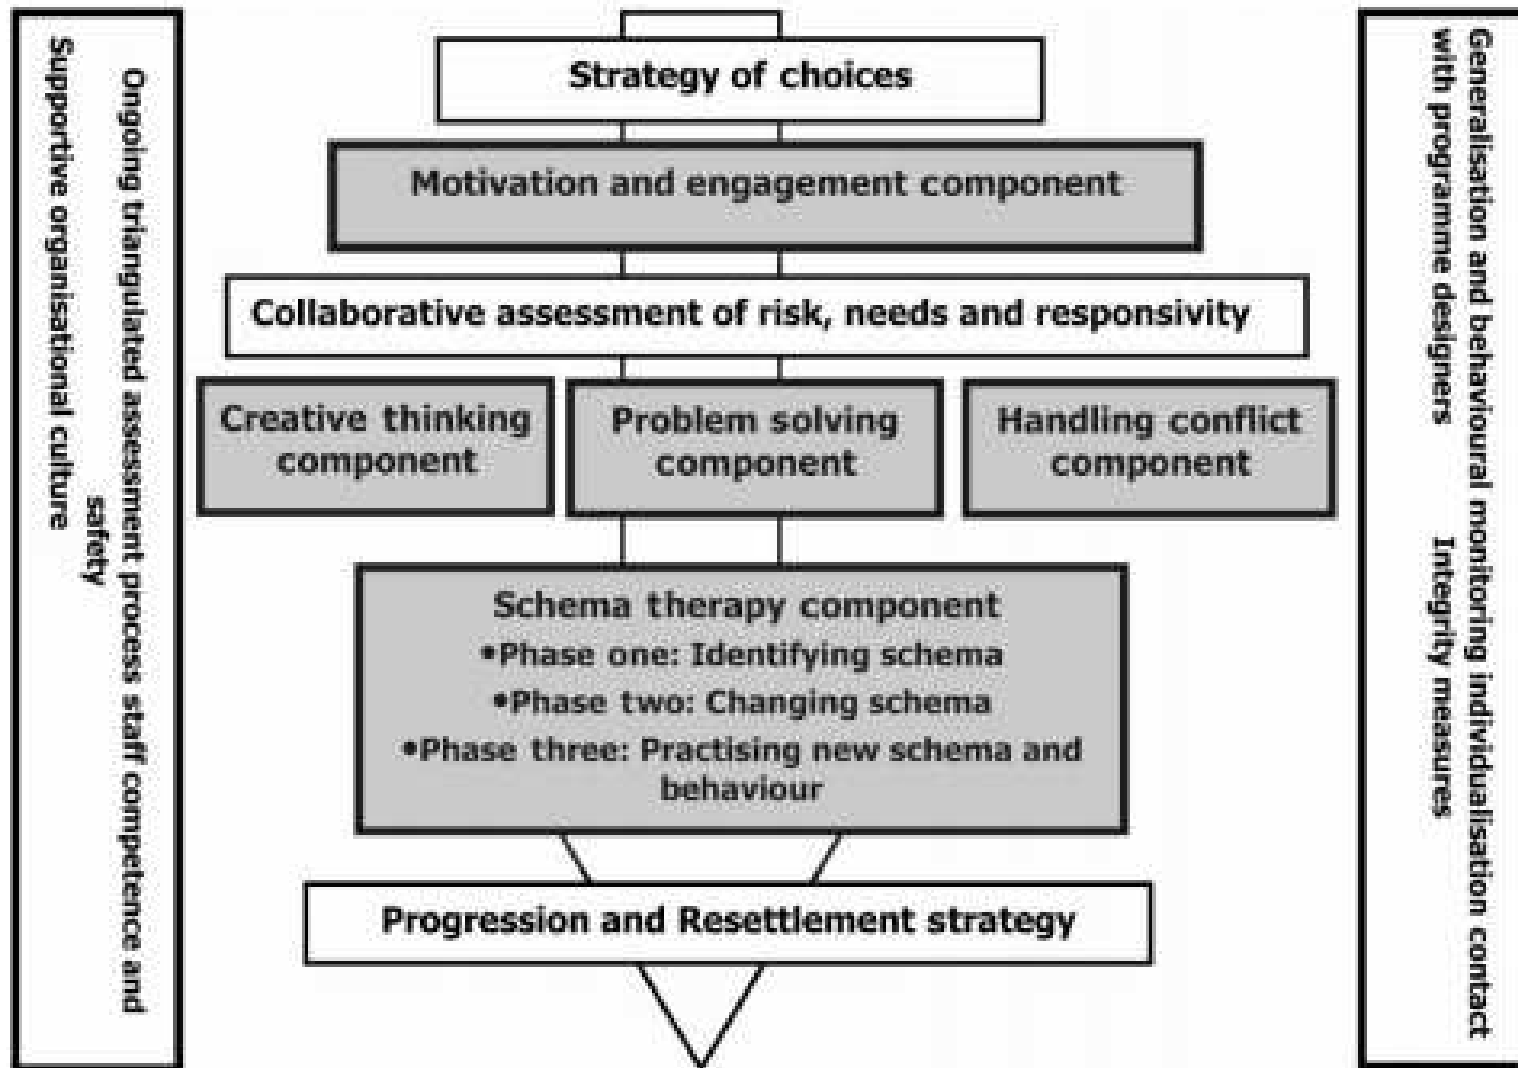 Ongoing triangulated assessment process staff competence and
safety
Supportive organisational culture
Strategy of choices
Motivation and engagement component
Collaborative assessment of risk, needs and responsivity
Creative thinking
component
Problem solving
component
Handling conflict
component
Schema therapy component
•Phase one: Identifying schema
•Phase two: Changing schema
•Phase three: Practising new schema and
behaviour
Progression and Resettlement strategy
Generalisation and behavioural monitoring individualisation contact
with programme designers Integrity measures